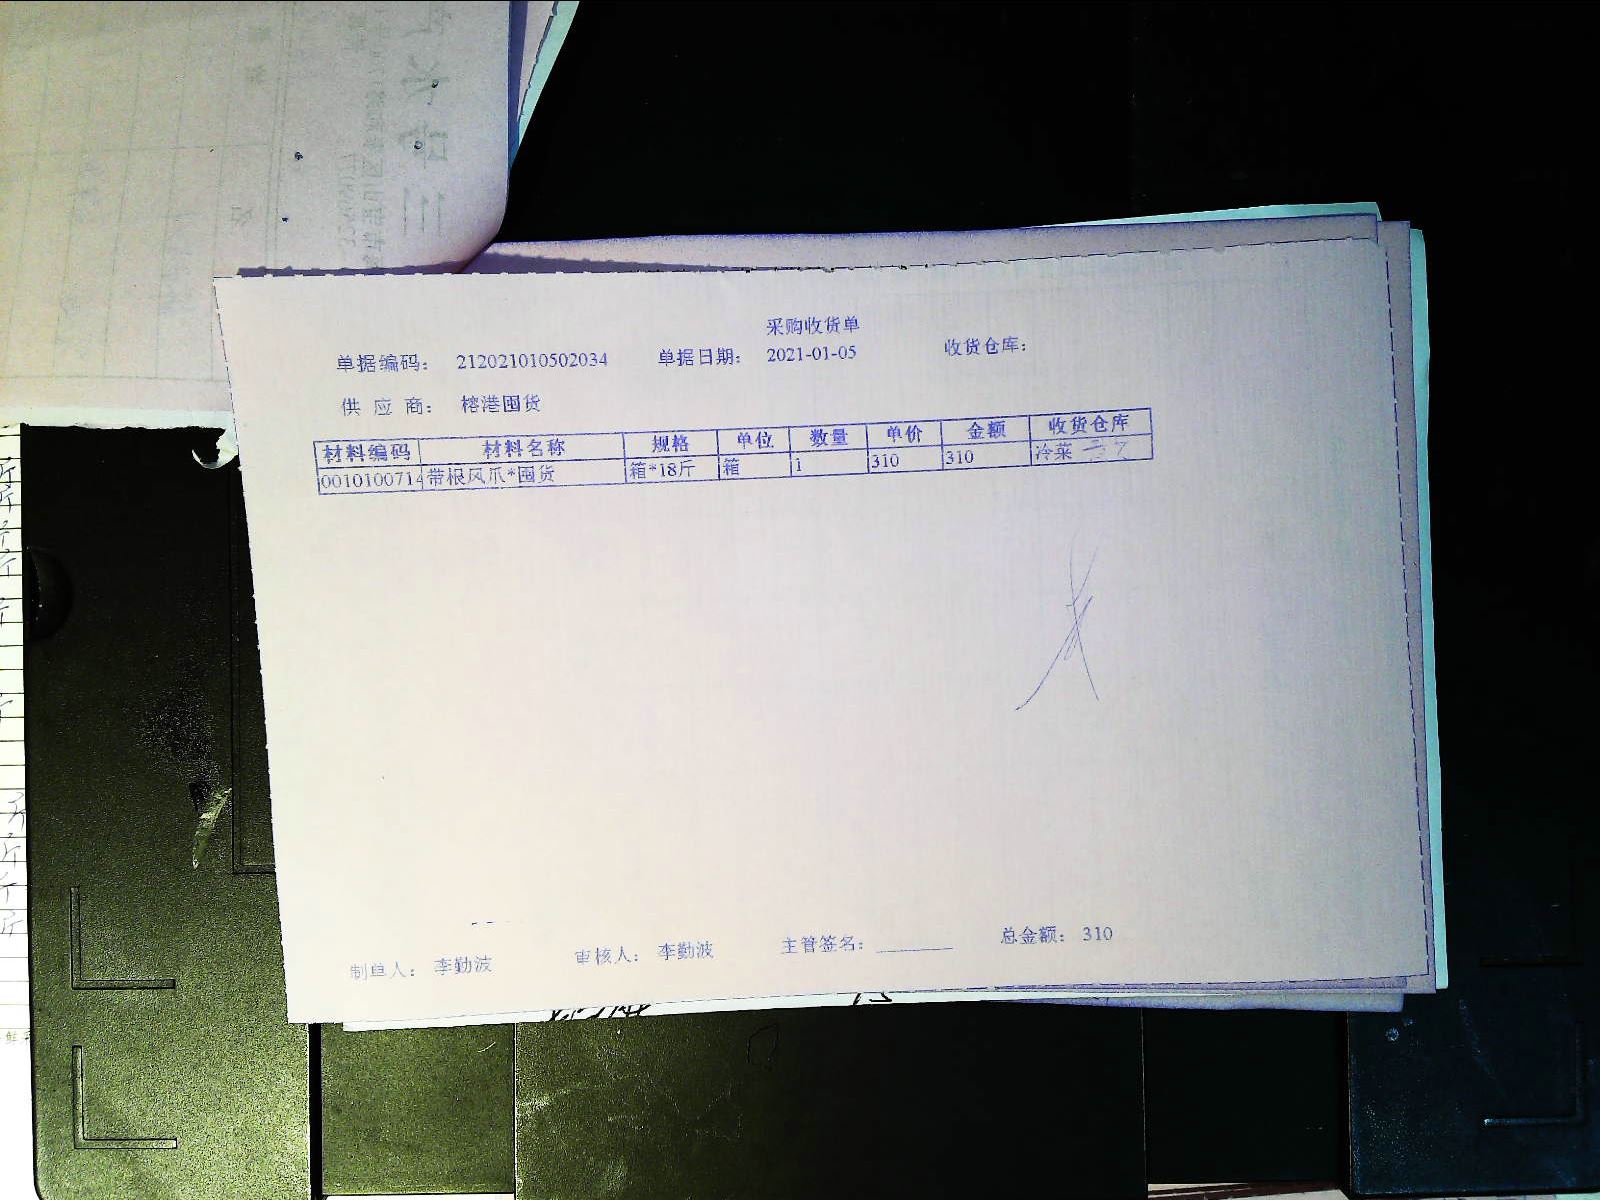 采购收货单
单据编码： 212021010502034 单据日期： 2021-01-05 收货仓库：
供 应 商： 榕港囤货
材料编码 材料名称 规格 单位 数量 单价 金额 收货仓库
0010100714 带根风爪*囤货 箱*18斤 箱 1 310 310 冷菜
制单人： 李勤波 审核人： 李勤波 主管签名： 总金额： 310